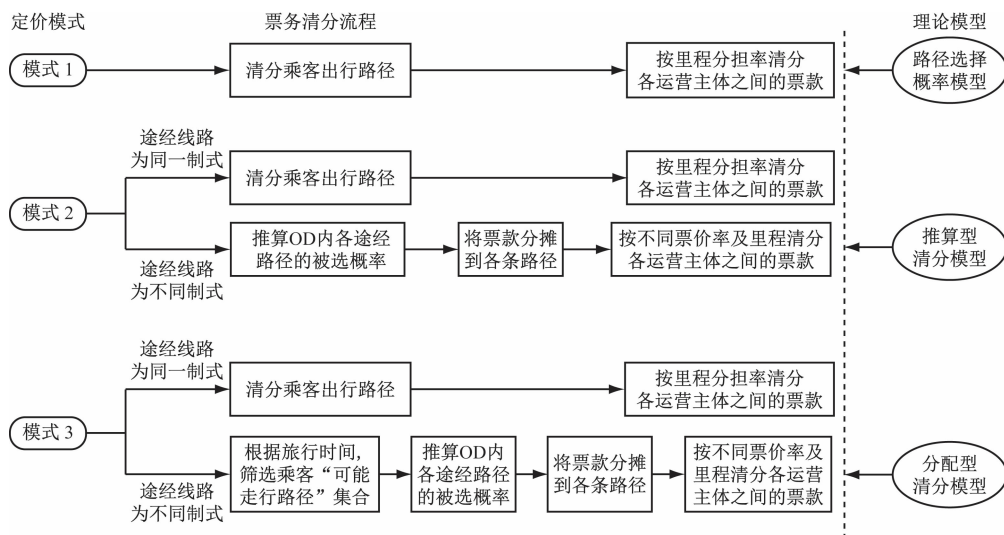 定价模式
票务清分流程
理论模型
模式 1
清分乘客出行路径
按里程分担率清分
各运营主体之间的票款
路径选择
概率模型
途经线路
为同一制式
清分乘客出行路径
按里程分担率清分
各运营主体之间的票款
模式 2
推算OD内各途经
路径的被选概率
将票款分摊
到各条路径
按不同票价率及里程清分
各运营主体之间的票款
推算型
清分模型
途经线路
为不同制式
途经线路
为同一制式
清分乘客出行路径
按里程分担率清分
各运营主体之间的票款
模式 3
根据旅行时间,
筛选乘客“可能
走行路径”集合
推算OD内
各途经路径
的被选概率
将票款分摊
到各条路径
按不同票价率及
里程清分各运营
主体之间的票款
分配型
清分模型
途经线路
为不同制式